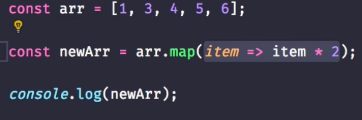 const arr = [1, 3, 4, 5, 6];
const newArr = arr.map(item => item * 2);
console.log(newArr);